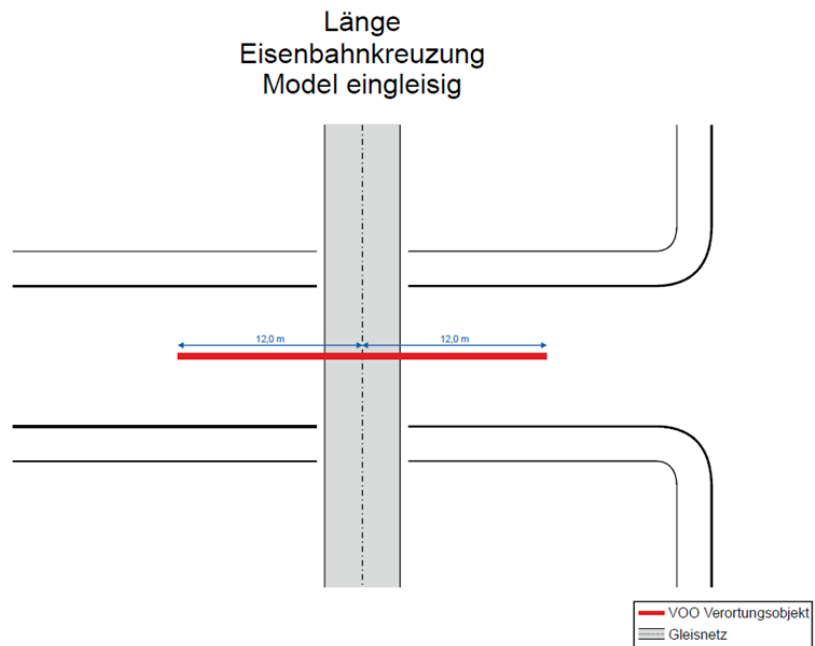 Länge
Eisenbahnkreuzung
Model eingleisig
12,0 m
12,0 m
VOO Verortungsobjekt
Gleisnetz